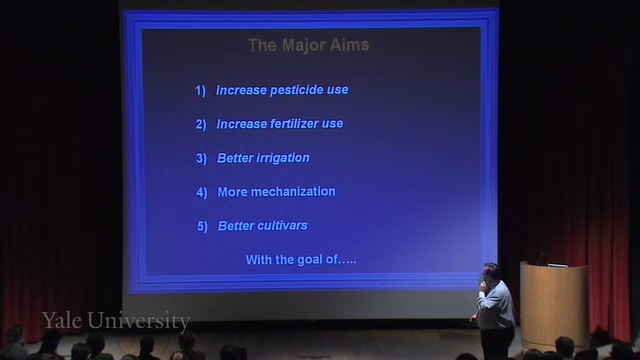 The Major Aims
1) Increase pesticide use
2) Increase fertilizer use
3) Better irrigation
4) More mechanization
5) Better cultivars
With the goal of.....
Yale University